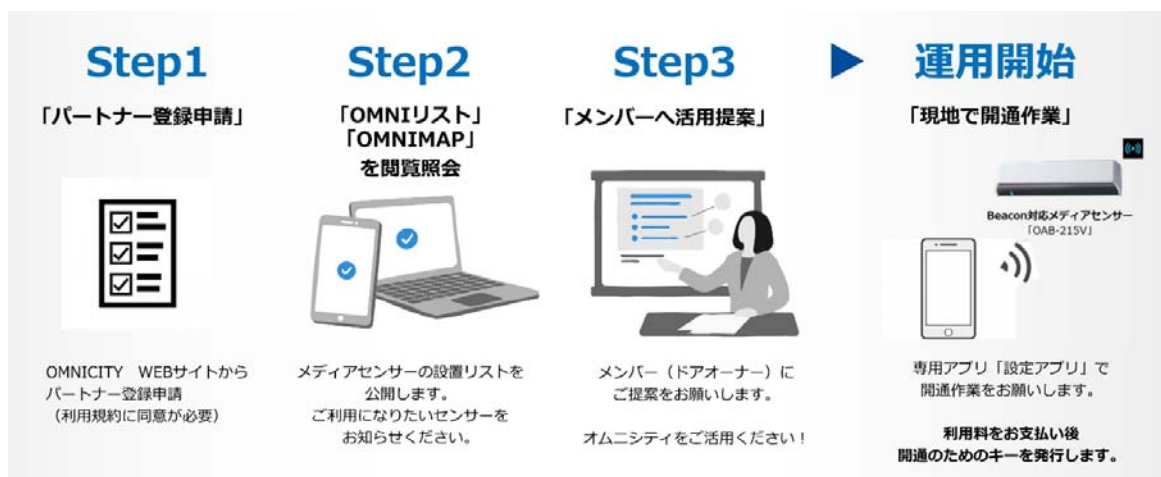 Step1
「パートナー登録申請」
OMNICITY　WEBサイトから
パートナー登録申請
（利用規約に同意が必要）
Step2
「OMNIリスト」
「OMNIMAP」
を閲覧照会
メディアセンサーの設置リストを
公開します。
ご利用になりたいセンサーを
お知らせください。
Step3
「メンバーへ活用提案」
メンバー（ドアオーナー）に
ご提案をお願いします。
オムニシティをご活用ください！
運用開始
「現地で開通作業」
Beacon対応メディアセンサー
「OAB-215V」
専用アプリ「設定アプリ」で
開通作業をお願いします。
利用料をお支払い後
開通のためのキーを発行します。